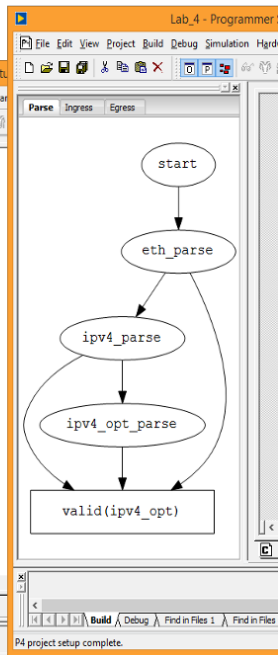 Lab_4 - Programmer
File Edit View Project Build Debug Simulation
Parse Ingress Egress
start
eth_parse
ipv4_parse
ipv4_opt_parse
valid(ipv4_opt)
Build Debug Find in Files 1 Find in Files
P4 project setup complete.